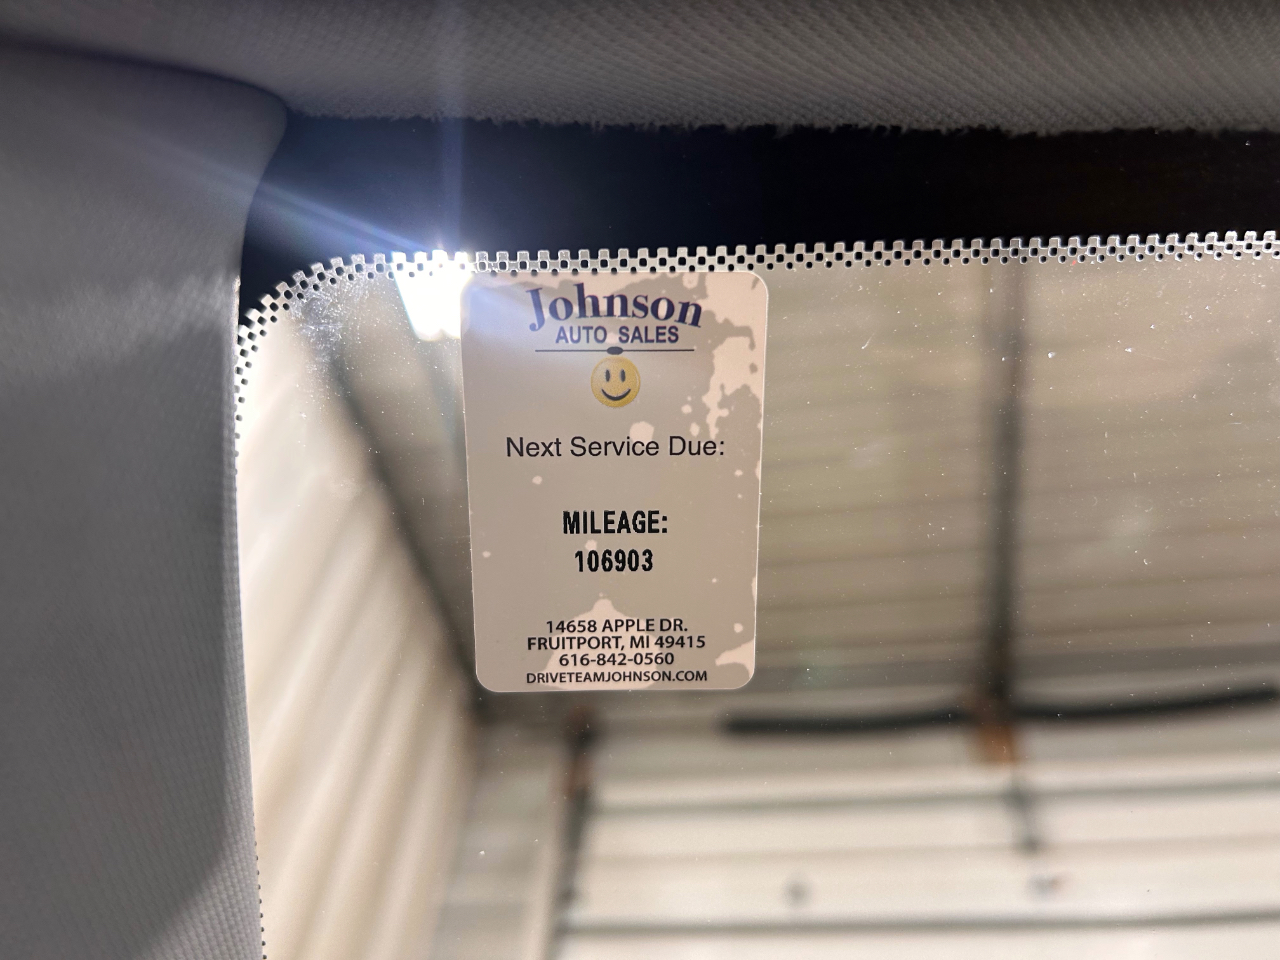 Johnson
AUTO SALES
Next Service Due:
MILEAGE:
106903
14658 APPLE DR.
FRUITPORT, MI 49415
616-842-0560
DRIVETEAMJOHNSON.COM